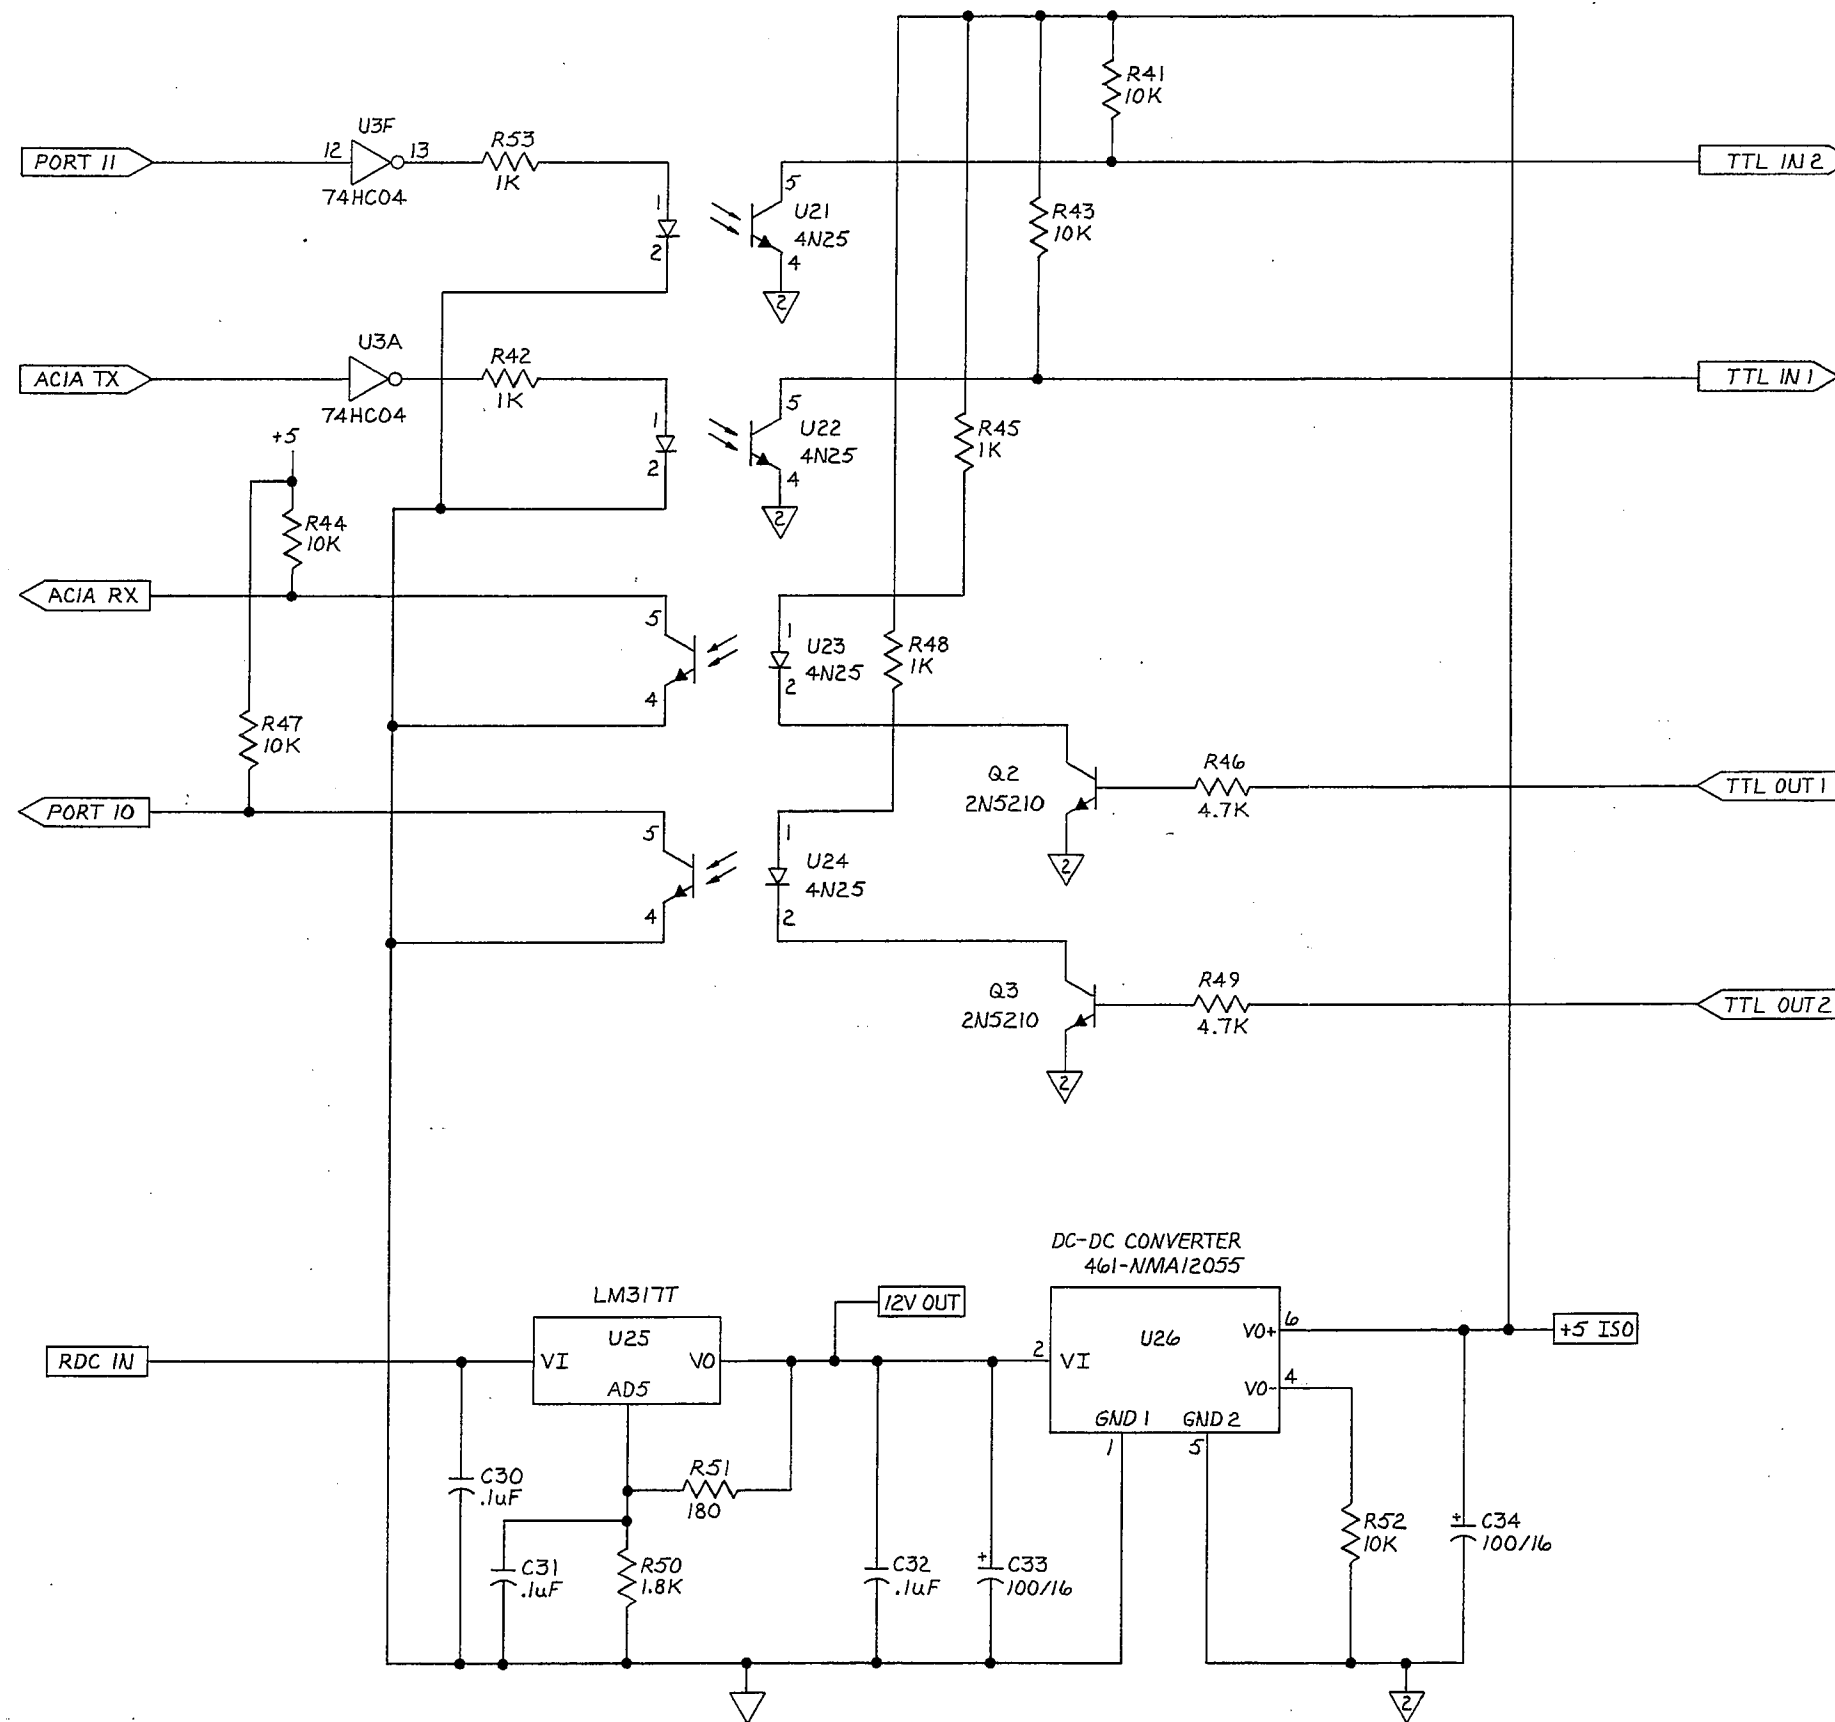 R41
10K
PORT 11
12
U3F
13
74HC04
R53
1K
1
2
5
U21
4N25
4
2
R43
10K
TTL IN 2
ACIA TX
U3A
74HC04
R42
1K
1
2
5
U22
4N25
4
2
R45
1K
TTL IN 1
+5
R44
10K
ACIA RX
5
4
1
U23
4N25
2
R48
1K
R47
10K
Q2
2N5210
2
R46
4.7K
TTL OUT 1
PORT 10
5
4
1
U24
4N25
2
Q3
2N5210
2
R49
4.7K
TTL OUT 2
DC-DC CONVERTER
461-NMA12055
LM317T
12V OUT
RDC IN
U25
VI
VO
AD5
2
VI
U26
VO+
6
VO-
4
GND 1
GND 2
1
5
+5 ISO
C30
.1uF
R51
180
C31
.1uF
R50
1.8K
C32
.1uF
+
C33
100/16
R52
10K
+
C34
100/16
2